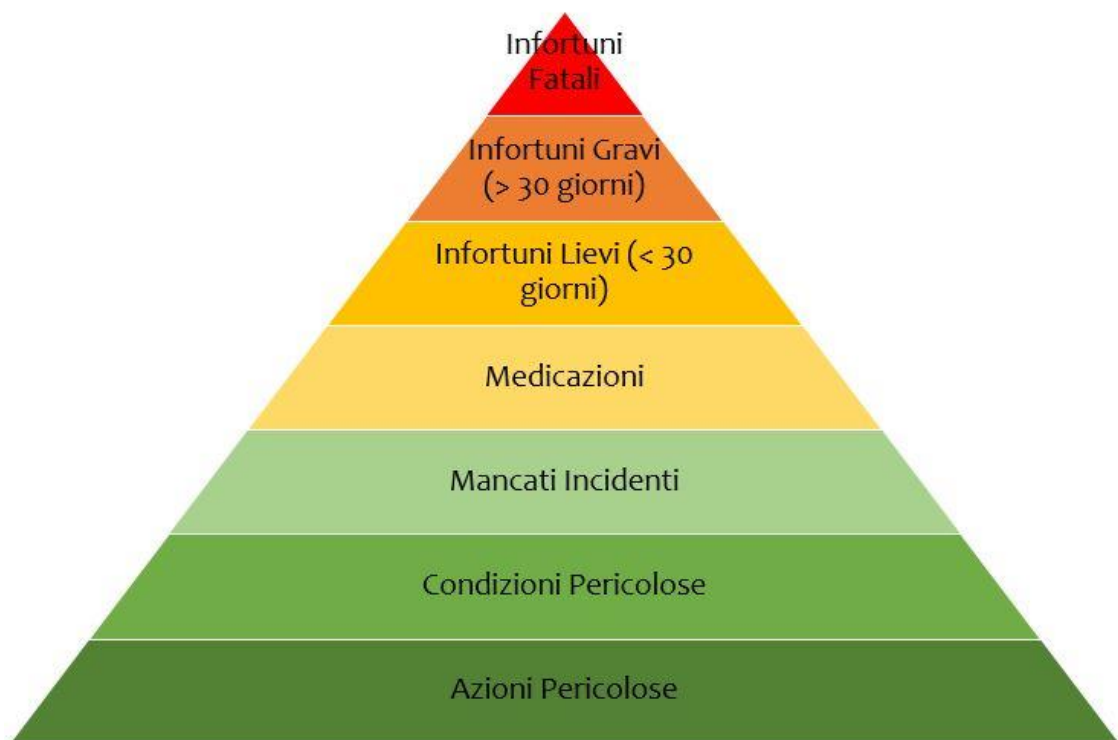 Infortuni
Fatali
Infortuni Gravi
(> 30 giorni)
Infortuni Lievi (< 30
giorni)
Medicazioni
Mancati Incidenti
Condizioni Pericolose
Azioni Pericolose